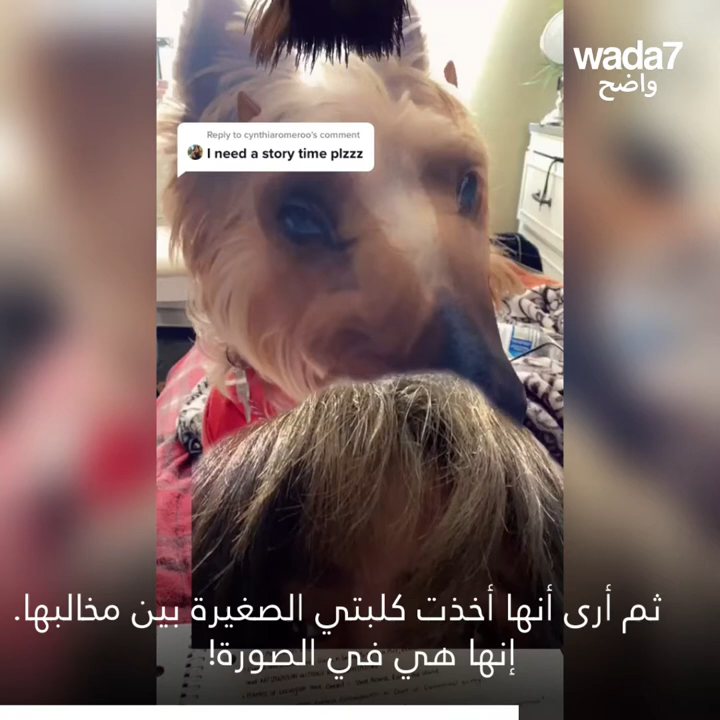 wada7
واضح
Reply to cynthiaromeroo's comment
I need a story time plzzz
ثم أرى أنها أخذت كلبتي الصغيرة بين مخالبها.
إنها هي في الصورة!